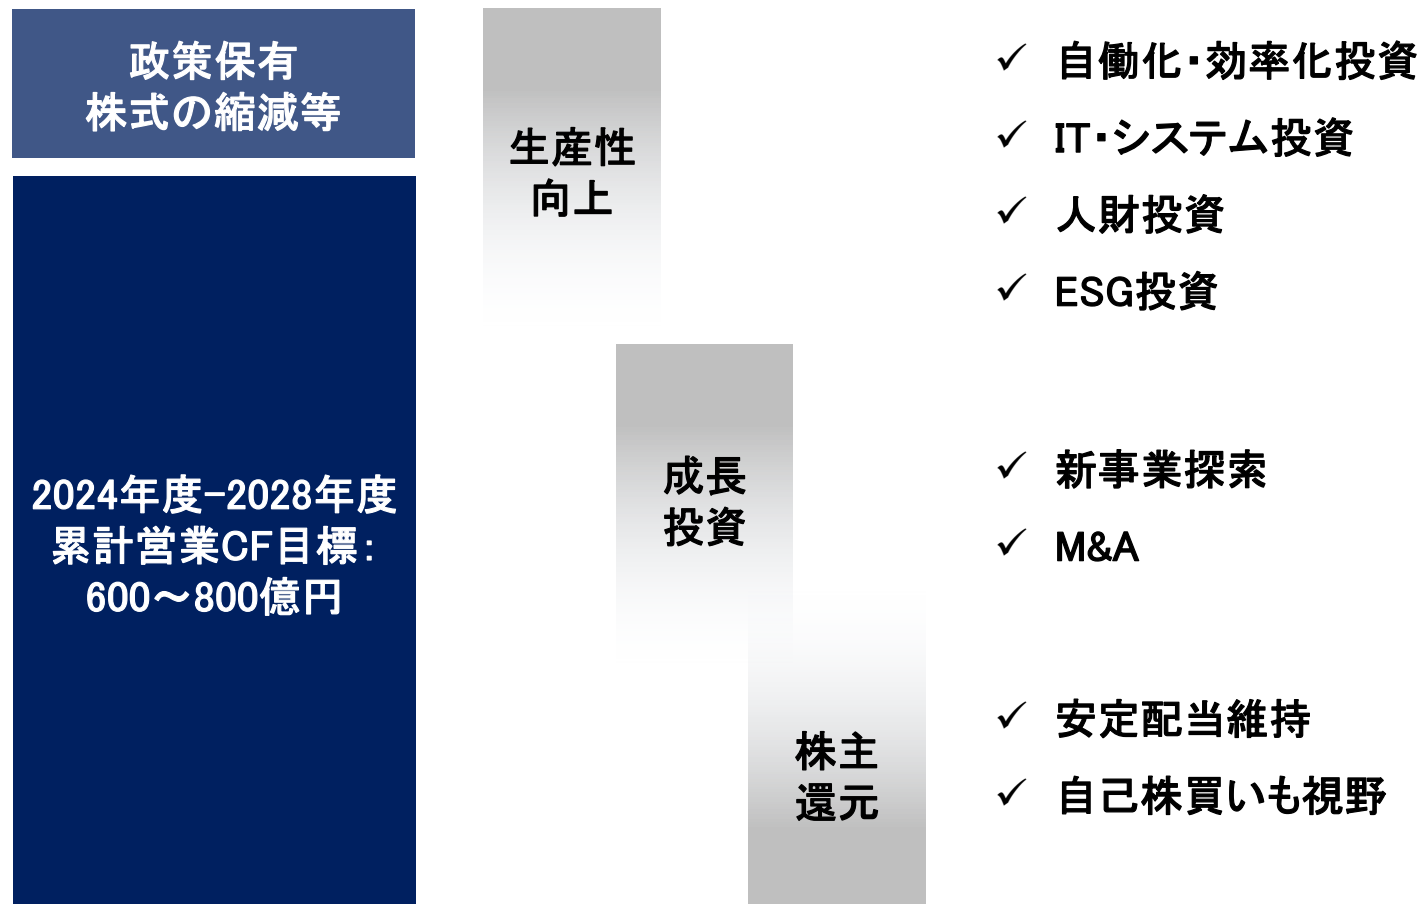 政策保有
株式の縮減等
2024年度-2028年度
累計営業CF目標：
600～800億円
生産性
向上
✓ 自働化・効率化投資
✓ IT・システム投資
✓ 人財投資
✓ ESG投資
成長
投資
✓ 新事業探索
✓ M&A
株主
還元
✓ 安定配当維持
✓ 自己株買いも視野